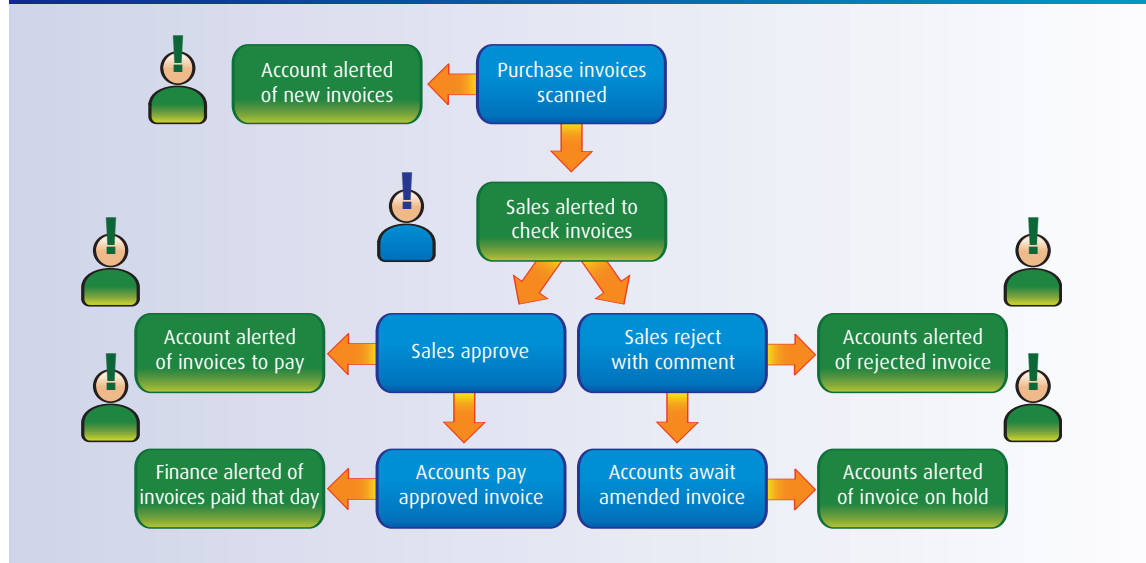 Account alerted
of new invoices
Purchase invoices
scanned
Sales alerted to
check invoices
Account alerted
of invoices to pay
Sales approve
Sales reject
with comment
Accounts alerted
of rejected invoice
Finance alerted of
invoices paid that day
Accounts pay
approved invoice
Accounts await
amended invoice
Accounts alerted
of invoice on hold